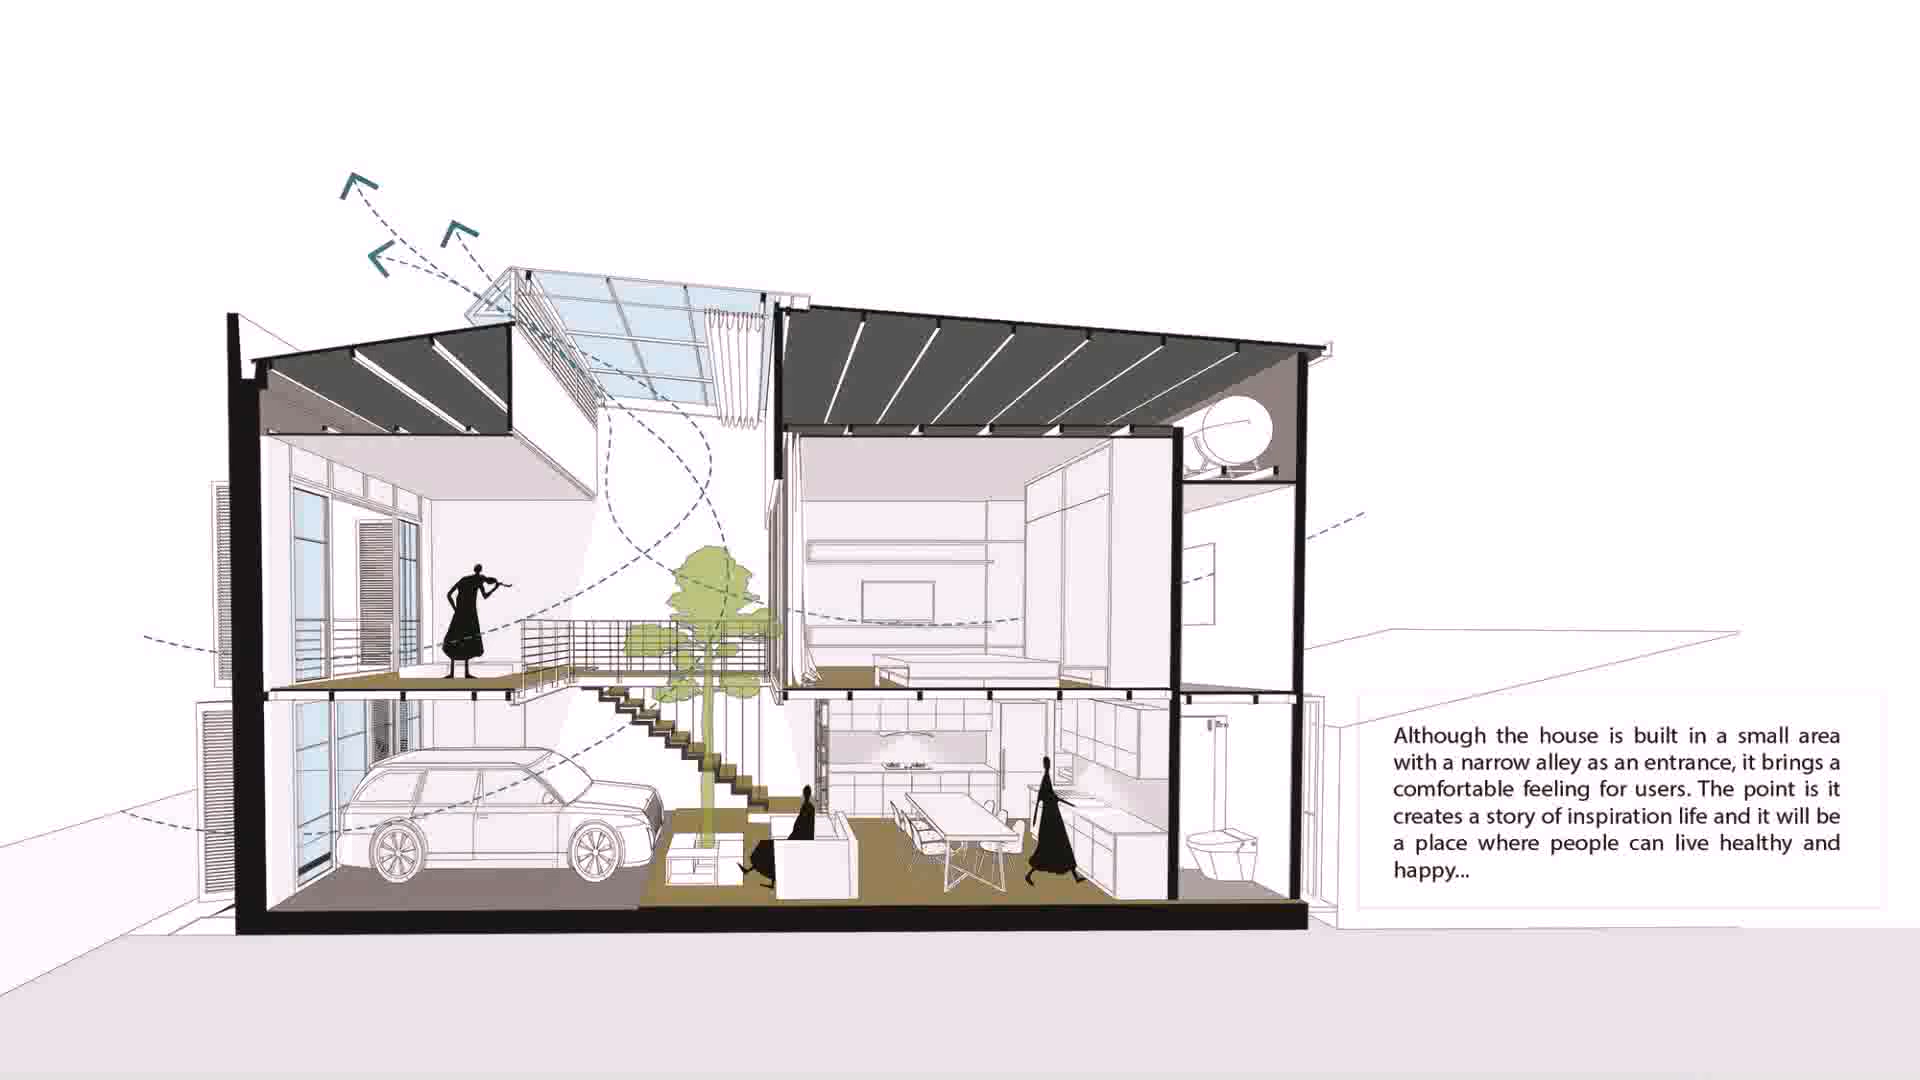 Although the house is built in a small area
with a narrow alley as an entrance, it brings a
comfortable feeling for users. The point is it
creates a story of inspiration life and it will be
a place where people can live healthy and
happy...